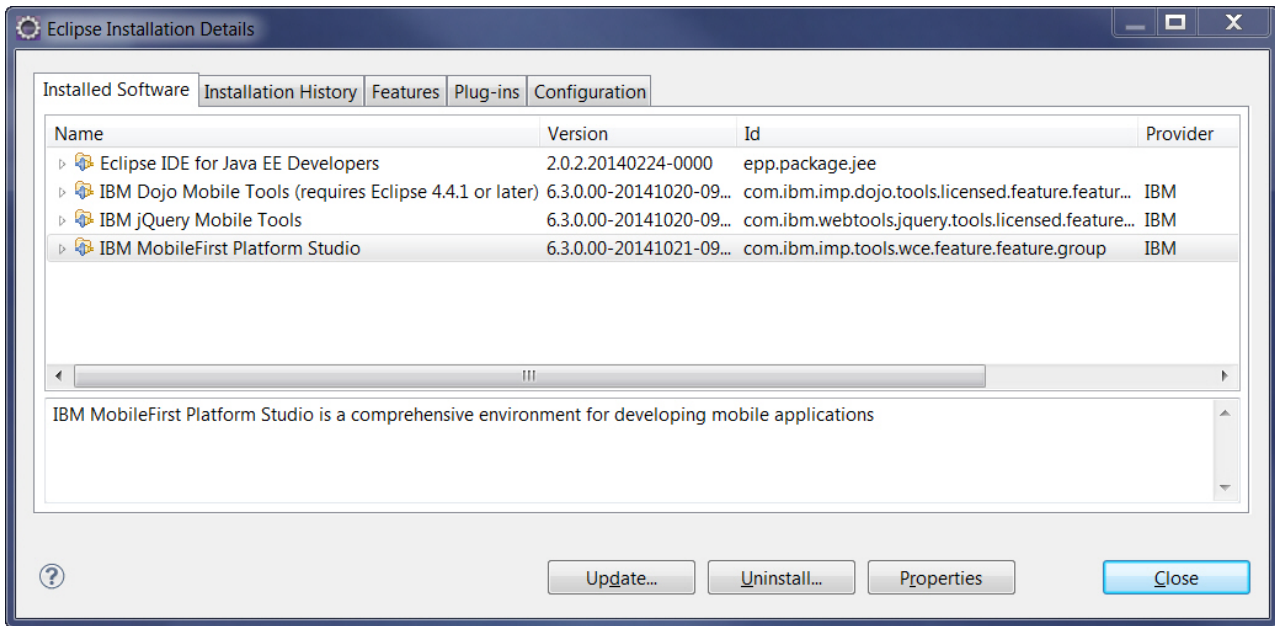 Eclipse Installation Details
Installed Software Installation History Features Plug-ins Configuration
Name Version Id Provider
Eclipse IDE for Java EE Developers 2.0.2.20140224-0000 epp.package.jee
IBM Dojo Mobile Tools (requires Eclipse 4.4.1 or later) 6.3.0.00-20141020-09... com.ibm.imp.dojo.tools.licensed.feature.featur... IBM
IBM jQuery Mobile Tools 6.3.0.00-20141020-09... com.ibm.webtools.jquery.tools.licensed.feature... IBM
IBM MobileFirst Platform Studio 6.3.0.00-20141021-09... com.ibm.imp.tools.wce.feature.feature.group IBM
IBM MobileFirst Platform Studio is a comprehensive environment for developing mobile applications
? Update... Uninstall... Properties Close